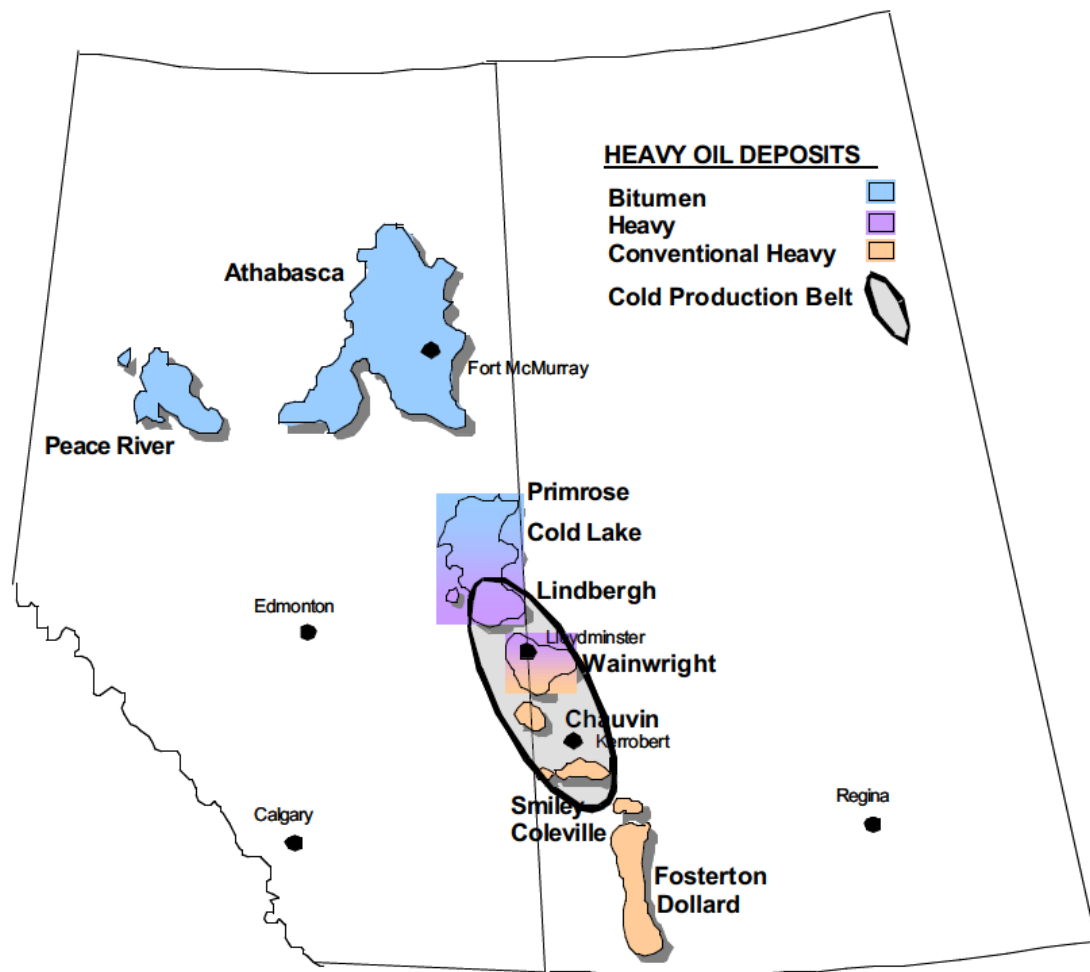 HEAVY OIL DEPOSITS
Bitumen
Heavy
Conventional Heavy
Cold Production Belt
Athabasca
Fort McMurray
Peace River
Primrose
Cold Lake
Lindbergh
Edmonton
Lloydminster
Wainwright
Chauvin
Kerrobert
Smiley
Coleville
Calgary
Regina
Fosterton
Dollard